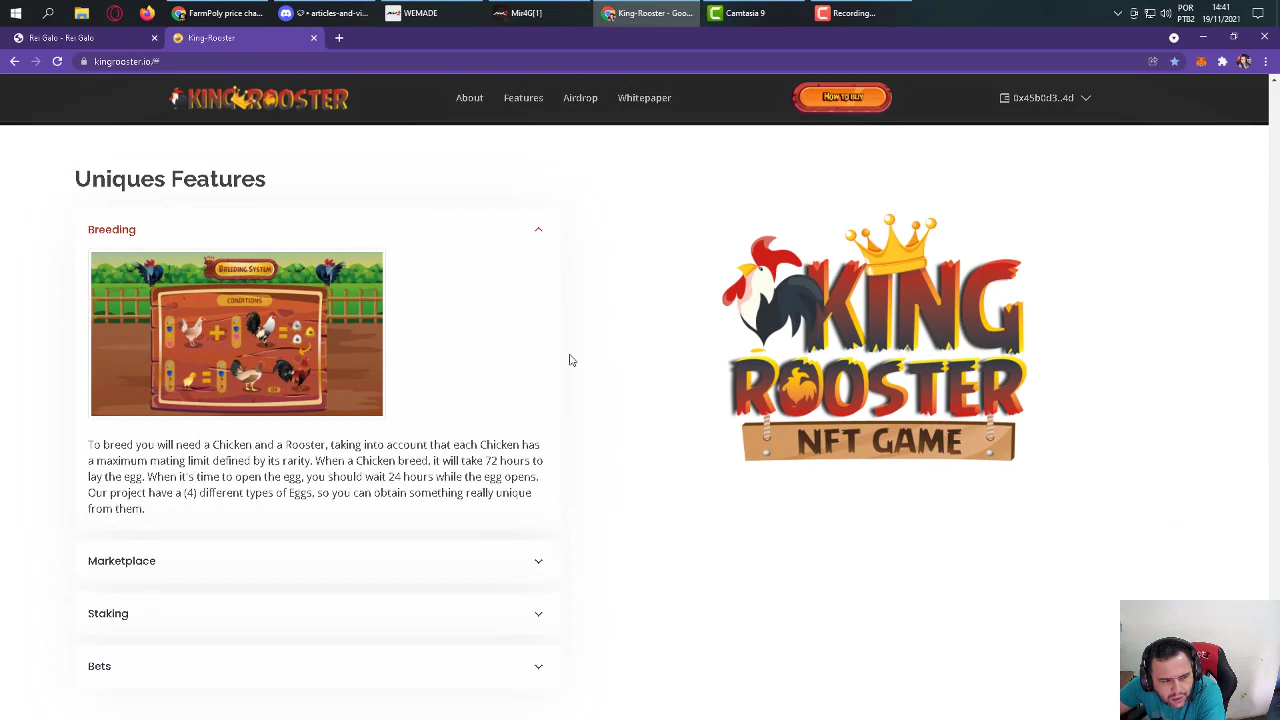 FarmPoly price cha...
articles-and-vi...
WEMADE
Mir4G[1]
King-Rooster - Goo...
Camtasia 9
Recording...
POR
PTB2
14:41
19/11/2021
Rei Galo - Rei Galo
King-Rooster
kingrooster.io/#
KING ROOSTER
About
Features
Airdrop
Whitepaper
HOW TO BUY
0x45b0d3..4d
Uniques Features
Breeding
BREEDING SYSTEM
CONDITIONS
OR
To breed you will need a Chicken and a Rooster, taking into account that each Chicken has
a maximum mating limit defined by its rarity. When a Chicken breed, it will take 72 hours to
lay the egg. When it's time to open the egg, you should wait 24 hours while the egg opens.
Our project have a (4) different types of Eggs, so you can obtain something really unique
from them.
Marketplace
Staking
Bets
KING
ROOSTER
NFT GAME